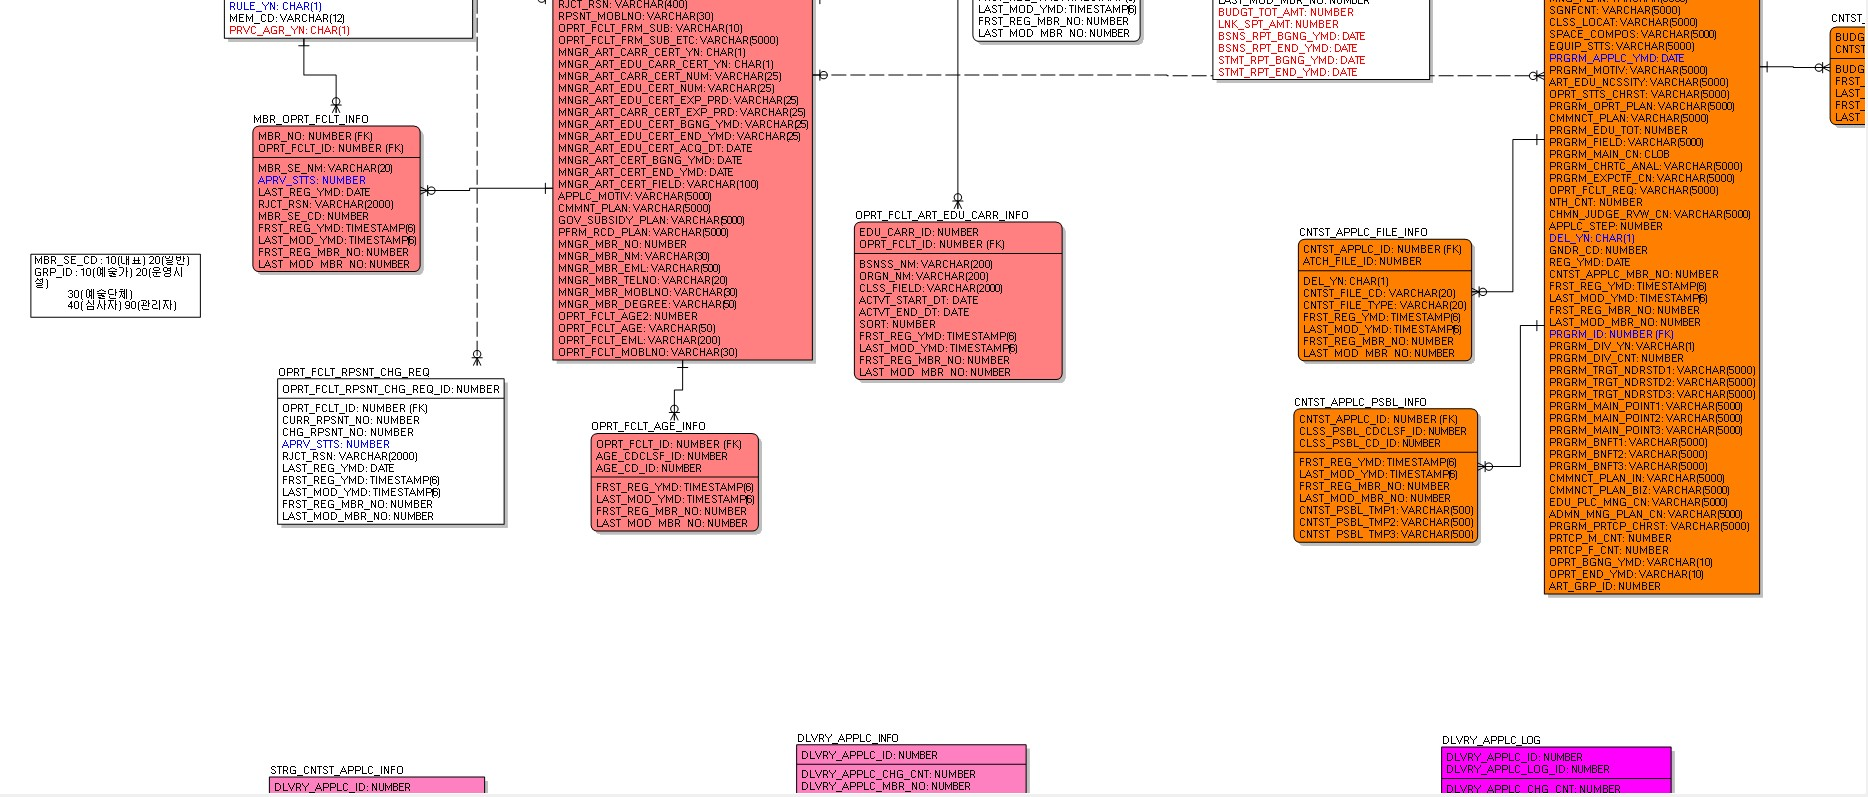 RULE_YN: CHAR(1)
MEM_CD: VARCHAR(12)
PRVC_AGR_YN: CHAR(1)
MBR_OPRT_FCLT_INFO
MBR_NO: NUMBER (FK)
OPRT_FCLT_ID: NUMBER (FK)
MBR_SE_NM: VARCHAR(20)
APRV_STTS: NUMBER
LAST_REG_YMD: DATE
RJCT_RSN: VARCHAR(2000)
MBR_SE_CD: NUMBER
FRST_REG_YMD: TIMESTAMP(6)
LAST_MOD_YMD: TIMESTAMP(6)
FRST_REG_MBR_NO: NUMBER
LAST_MOD_MBR_NO: NUMBER
MBR_SE_CD : 10(대표) 20(일반)
GRP_ID : 10(예술가) 20(운영시
설)
30(예술단체)
40(심사자) 90(관리자)
OPRT_FCLT_RPSNT_CHG_REQ
OPRT_FCLT_RPSNT_CHG_REQ_ID: NUMBER
OPRT_FCLT_ID: NUMBER (FK)
CURR_RPSNT_NO: NUMBER
CHG_RPSNT_NO: NUMBER
APRV_STTS: NUMBER
RJCT_RSN: VARCHAR(2000)
LAST_REG_YMD: DATE
FRST_REG_YMD: TIMESTAMP(6)
LAST_MOD_YMD: TIMESTAMP(6)
FRST_REG_MBR_NO: NUMBER
LAST_MOD_MBR_NO: NUMBER
RJCT_RSN: VARCHAR(400)
RPSNT_MOBLNO: VARCHAR(30)
OPRT_FCLT_FRM_SUB: VARCHAR(10)
OPRT_FCLT_FRM_SUB_ETC: VARCHAR(5000)
MNGR_ART_CARR_CERT_YN: CHAR(1)
MNGR_ART_EDU_CARR_CERT_YN: CHAR(1)
MNGR_ART_CARR_CERT_NUM: VARCHAR(25)
MNGR_ART_EDU_CERT_NUM: VARCHAR(25)
MNGR_ART_EDU_CERT_EXP_PRD: VARCHAR(25)
MNGR_ART_CARR_CERT_EXP_PRD: VARCHAR(25)
MNGR_ART_EDU_CERT_BGNG_YMD: VARCHAR(25)
MNGR_ART_EDU_CERT_END_YMD: VARCHAR(25)
MNGR_ART_EDU_CERT_ACQ_DT: DATE
MNGR_ART_CERT_BGNG_YMD: DATE
MNGR_ART_CERT_END_YMD: DATE
MNGR_ART_CERT_FIELD: VARCHAR(100)
APPLC_MOTIV: VARCHAR(5000)
CMMNT_PLAN: VARCHAR(5000)
GOV_SUBSIDY_PLAN: VARCHAR(5000)
PFRM_RCD_PLAN: VARCHAR(5000)
MNGR_MBR_NO: NUMBER
MNGR_MBR_NM: VARCHAR(30)
MNGR_MBR_EML: VARCHAR(500)
MNGR_MBR_TELNO: VARCHAR(20)
MNGR_MBR_MOBLNO: VARCHAR(30)
MNGR_MBR_DEGREE: VARCHAR(50)
OPRT_FCLT_AGE2: NUMBER
OPRT_FCLT_AGE: VARCHAR(50)
OPRT_FCLT_EML: VARCHAR(200)
OPRT_FCLT_MOBLNO: VARCHAR(30)
OPRT_FCLT_AGE_INFO
OPRT_FCLT_ID: NUMBER (FK)
AGE_CDCLSF_ID: NUMBER
AGE_CD_ID: NUMBER
FRST_REG_YMD: TIMESTAMP(6)
LAST_MOD_YMD: TIMESTAMP(6)
FRST_REG_MBR_NO: NUMBER
LAST_MOD_MBR_NO: NUMBER
LAST_MOD_YMD: TIMESTAMP(6)
FRST_REG_MBR_NO: NUMBER
LAST_MOD_MBR_NO: NUMBER
OPRT_FCLT_ART_EDU_CARR_INFO
EDU_CARR_ID: NUMBER
OPRT_FCLT_ID: NUMBER (FK)
BSNSS_NM: VARCHAR(200)
ORGN_NM: VARCHAR(200)
CLSS_FIELD: VARCHAR(2000)
ACTVT_START_DT: DATE
ACTVT_END_DT: DATE
SORT: NUMBER
FRST_REG_YMD: TIMESTAMP(6)
LAST_MOD_YMD: TIMESTAMP(6)
FRST_REG_MBR_NO: NUMBER
LAST_MOD_MBR_NO: NUMBER
LAST_MOD_MBR_NO: NUMBER
BUDGT_TOT_AMT: NUMBER
LNK_SPT_AMT: NUMBER
BSNS_RPT_BGNG_YMD: DATE
BSNS_RPT_END_YMD: DATE
STMT_RPT_BGNG_YMD: DATE
STMT_RPT_END_YMD: DATE
CNTST_APPLC_FILE_INFO
CNTST_APPLC_ID: NUMBER (FK)
ATCH_FILE_ID: NUMBER
DEL_YN: CHAR(1)
CNTST_FILE_CD: VARCHAR(20)
CNTST_FILE_TYPE: VARCHAR(20)
FRST_REG_YMD: TIMESTAMP(6)
LAST_MOD_YMD: TIMESTAMP(6)
FRST_REG_MBR_NO: NUMBER
LAST_MOD_MBR_NO: NUMBER
CNTST_APPLC_PSBL_INFO
CNTST_APPLC_ID: NUMBER (FK)
CLSS_PSBL_CDCLSF_ID: NUMBER
CLSS_PSBL_CD_ID: NUMBER
FRST_REG_YMD: TIMESTAMP(6)
LAST_MOD_YMD: TIMESTAMP(6)
FRST_REG_MBR_NO: NUMBER
LAST_MOD_MBR_NO: NUMBER
CNTST_PSBL_TMP1: VARCHAR(500)
CNTST_PSBL_TMP2: VARCHAR(500)
CNTST_PSBL_TMP3: VARCHAR(500)
SGNFCNT: VARCHAR(5000)
CLSS_LOCAT: VARCHAR(5000)
SPACE_COMPOS: VARCHAR(5000)
EQUIP_STTS: VARCHAR(5000)
PRGRM_APPLC_YMD: DATE
PRGRM_MOTIV: VARCHAR(5000)
ART_EDU_NCSSITY: VARCHAR(5000)
OPRT_STTS_CHRST: VARCHAR(5000)
PRGRM_OPRT_PLAN: VARCHAR(5000)
CMMNCT_PLAN: VARCHAR(5000)
PRGRM_EDU_TOT: NUMBER
PRGRM_FIELD: VARCHAR(5000)
PRGRM_MAIN_CN: CLOB
PRGRM_CHRTC_ANAL: VARCHAR(5000)
PRGRM_EXPCTF_CN: VARCHAR(5000)
OPRT_FCLT_REQ: VARCHAR(5000)
NTH_CNT: NUMBER
CHMN_JUDGE_RVW_CN: VARCHAR(5000)
APPLC_STEP: NUMBER
DEL_YN: CHAR(1)
GNDR_CD: NUMBER
REG_YMD: DATE
CNTST_APPLC_MBR_NO: NUMBER
FRST_REG_YMD: TIMESTAMP(6)
LAST_MOD_YMD: TIMESTAMP(6)
FRST_REG_MBR_NO: NUMBER
LAST_MOD_MBR_NO: NUMBER
PRGRM_ID: NUMBER (FK)
PRGRM_DIV_YN: VARCHAR(1)
PRGRM_DIV_CNT: NUMBER
PRGRM_TRGT_NDRSTD1: VARCHAR(5000)
PRGRM_TRGT_NDRSTD2: VARCHAR(5000)
PRGRM_TRGT_NDRSTD3: VARCHAR(5000)
PRGRM_MAIN_POINT1: VARCHAR(5000)
PRGRM_MAIN_POINT2: VARCHAR(5000)
PRGRM_MAIN_POINT3: VARCHAR(5000)
PRGRM_BNFT1: VARCHAR(5000)
PRGRM_BNFT2: VARCHAR(5000)
PRGRM_BNFT3: VARCHAR(5000)
CMMNCT_PLAN_IN: VARCHAR(5000)
CMMNCT_PLAN_BIZ: VARCHAR(5000)
EDU_PLC_MNG_CN: VARCHAR(5000)
ADMN_MNG_PLAN_CN: VARCHAR(5000)
PRGRM_PRTCP_CHRST: VARCHAR(5000)
PRTCP_M_CNT: NUMBER
PRTCP_F_CNT: NUMBER
OPRT_BGNG_YMD: VARCHAR(10)
OPRT_END_YMD: VARCHAR(10)
ART_GRP_ID: NUMBER
CNTST_
BUDG
CNTST
BUDG
FRST_
LAST_
FRST_
LAST
STRG_CNTST_APPLC_INFO
DLVRY_APPLC_ID: NUMBER
DLVRY_APPLC_INFO
DLVRY_APPLC_ID: NUMBER
DLVRY_APPLC_CHG_CNT: NUMBER
DLVRY_APPLC_MBR_NO: NUMBER
DLVRY_APPLC_LOG
DLVRY_APPLC_ID: NUMBER
DLVRY_APPLC_LOG_ID: NUMBER
DLVRY_APPLC_CHG_CNT: NUMBER